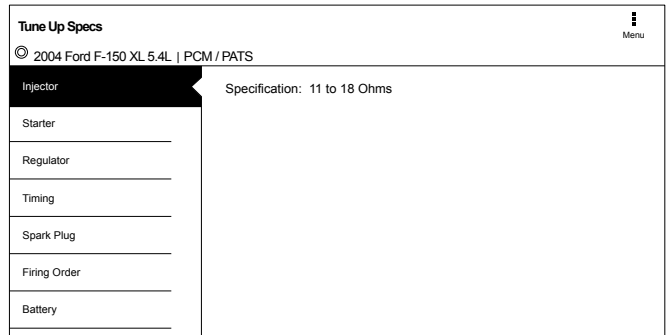 Tune Up Specs
Menu
2004 Ford F-150 XL 5.4L | PCM / PATS
Injector
Specification: 11 to 18 Ohms
Starter
Regulator
Timing
Spark Plug
Firing Order
Battery